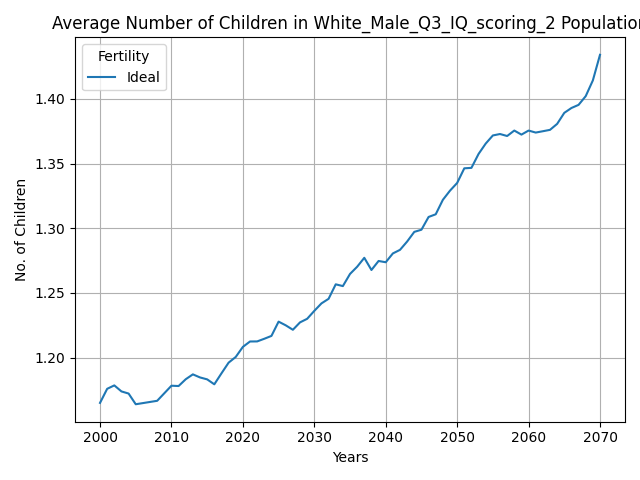 Average Number of Children in White_Male_Q3_IQ_scoring_2 Population
Fertility
Ideal
No. of Children
1.40
1.35
1.30
1.25
1.20
2000 2010 2020 2030 2040 2050 2060 2070
Years